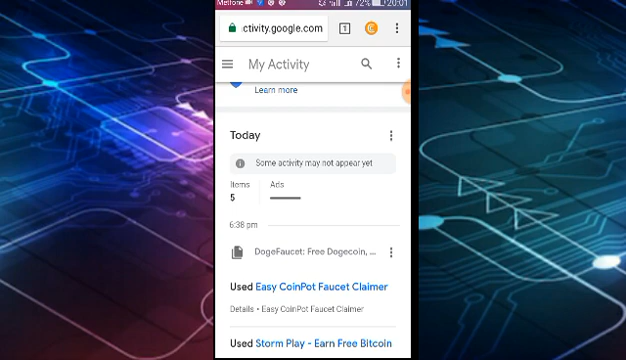 Metfone
72% 20:01
ctivity.google.com 1
My Activity
Learn more
Today
Some activity may not appear yet
Items Ads
5
6:38 pm
DogeFaucet: Free Dogecoin, ...
Used Easy CoinPot Faucet Claimer
Details • Easy CoinPot Faucet Claimer
Used Storm Play - Earn Free Bitcoin